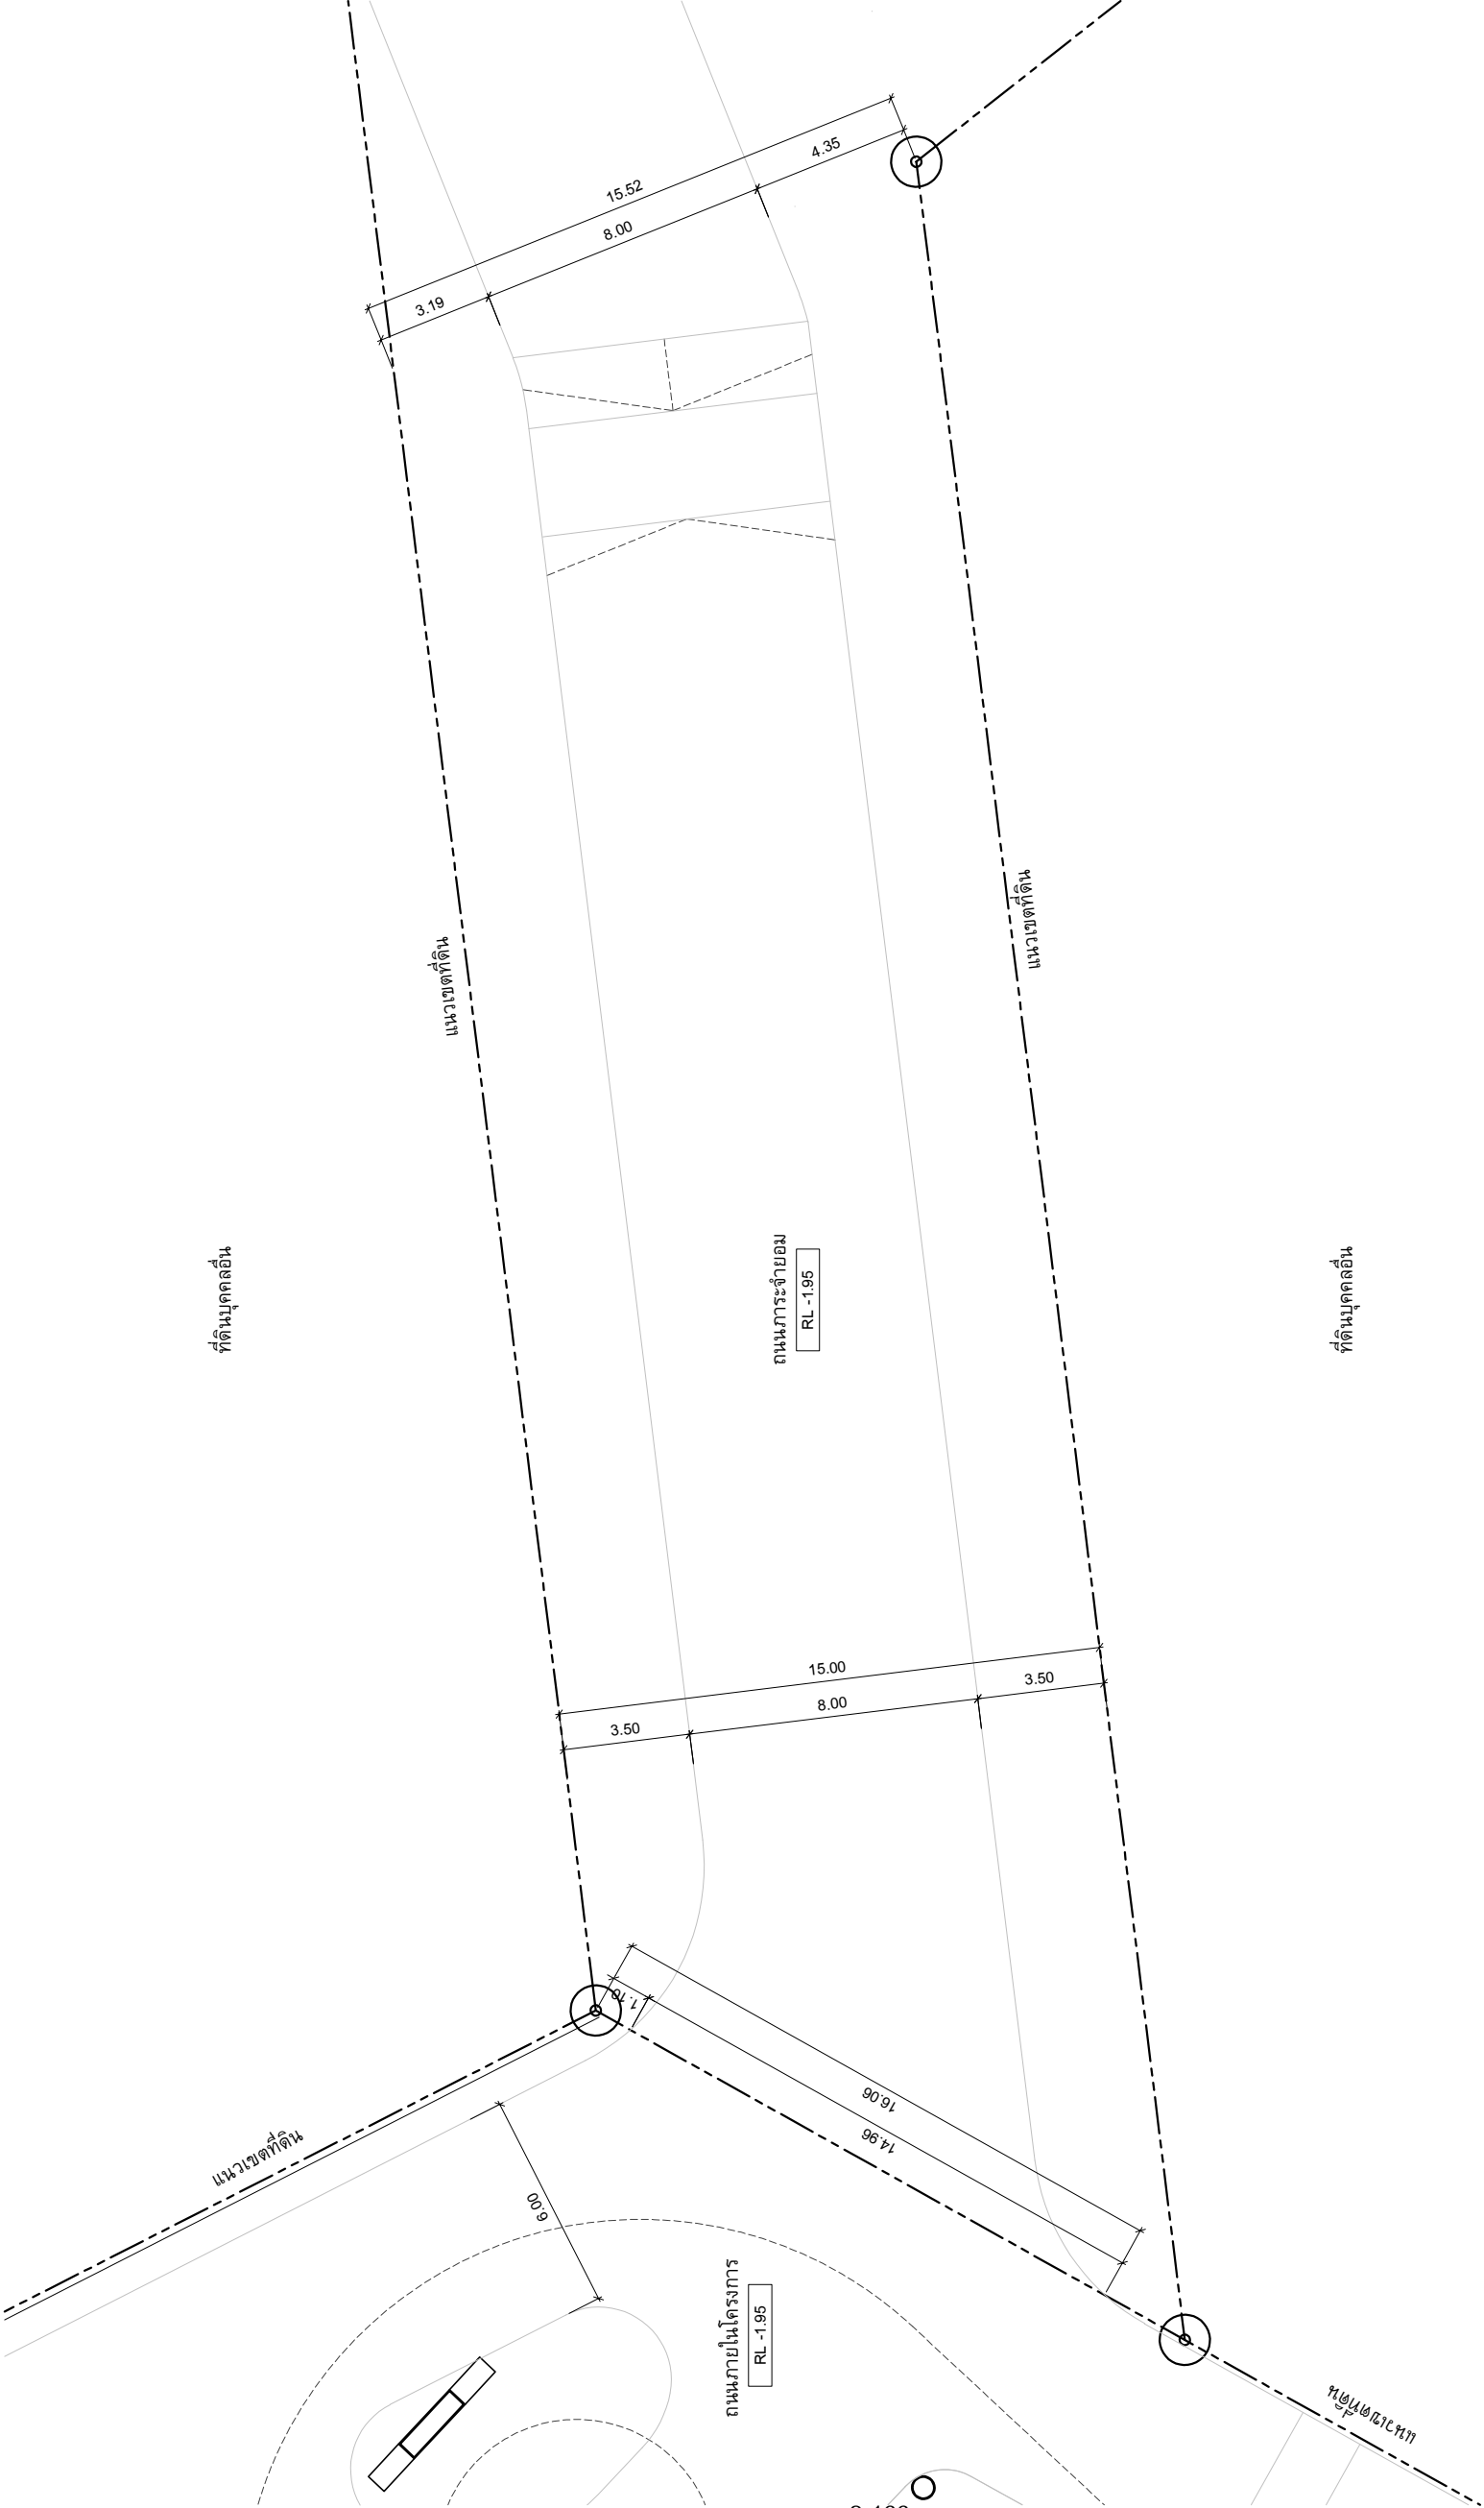 4.35
15.52
8.00
3.19
แนวเขตที่ดิน
แนวเขตที่ดิน
ที่ดินบุคคลอื่น
ถนนภาระจำยอม
RL -1.95
ที่ดินบุคคลอื่น
15.00
3.50
8.00
3.50
1.10
16.06
14.96
แนวเขตที่ดิน
6.00
ถนนภายในโครงการ
RL -1.95
แนวเขตที่ดิน